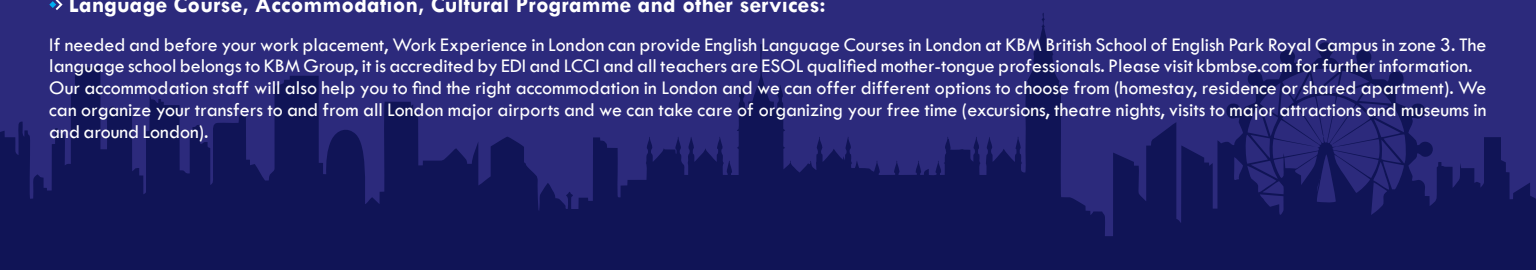 Language Course, Accommodation, Cultural Programme and other services:
If needed and before your work placement, Work Experience in London can provide English Language Courses in London at KBM British School of English Park Royal Campus in zone 3. The
language school belongs to KBM Group, it is accredited by EDI and LCCI and all teachers are ESOL qualified mother-tongue professionals. Please visit kbmbse.com for further information.
Our accommodation staff will also help you to find the right accommodation in London and we can offer different options to choose from (homestay, residence or shared apartment). We
can organize your transfers to and from all London major airports and we can take care of organizing your free time (excursions, theatre nights, visits to major attractions and museums in
and around London).